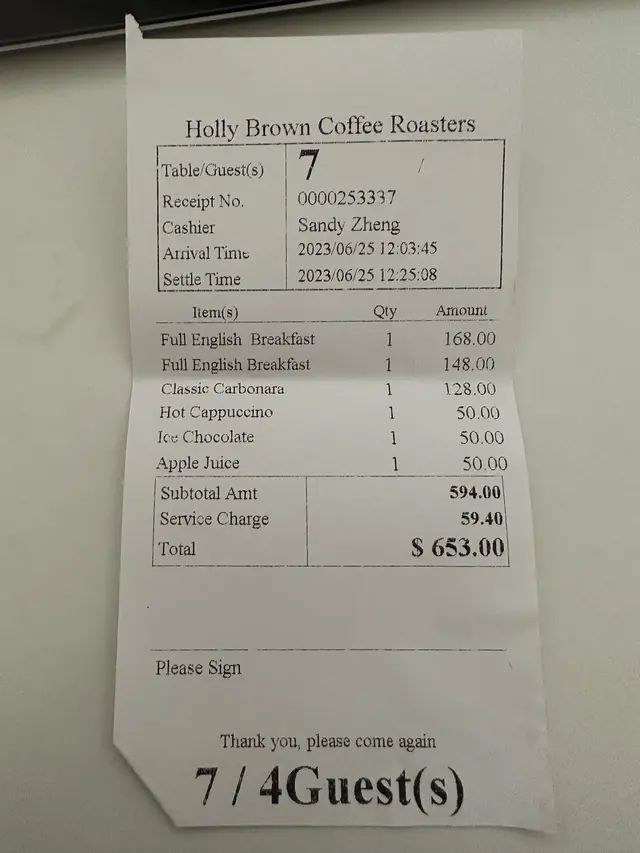 Holly Brown Coffee Roasters
Table/Guest(s) 7 /
Receipt No. 0000253337
Cashier Sandy Zheng
Arrival Time 2023/06/25 12:03:45
Settle Time 2023/06/25 12:25:08
Item(s) Qty Amount
Full English Breakfast 1 168.00
Full English Breakfast 1 148.00
Classic Carbonara 1 128.00
Hot Cappuccino 1 50.00
Ice Chocolate 1 50.00
Apple Juice 1 50.00
Subtotal Amt 594.00
Service Charge 59.40
Total $ 653.00
Please Sign
Thank you, please come again
7 / 4Guest(s)